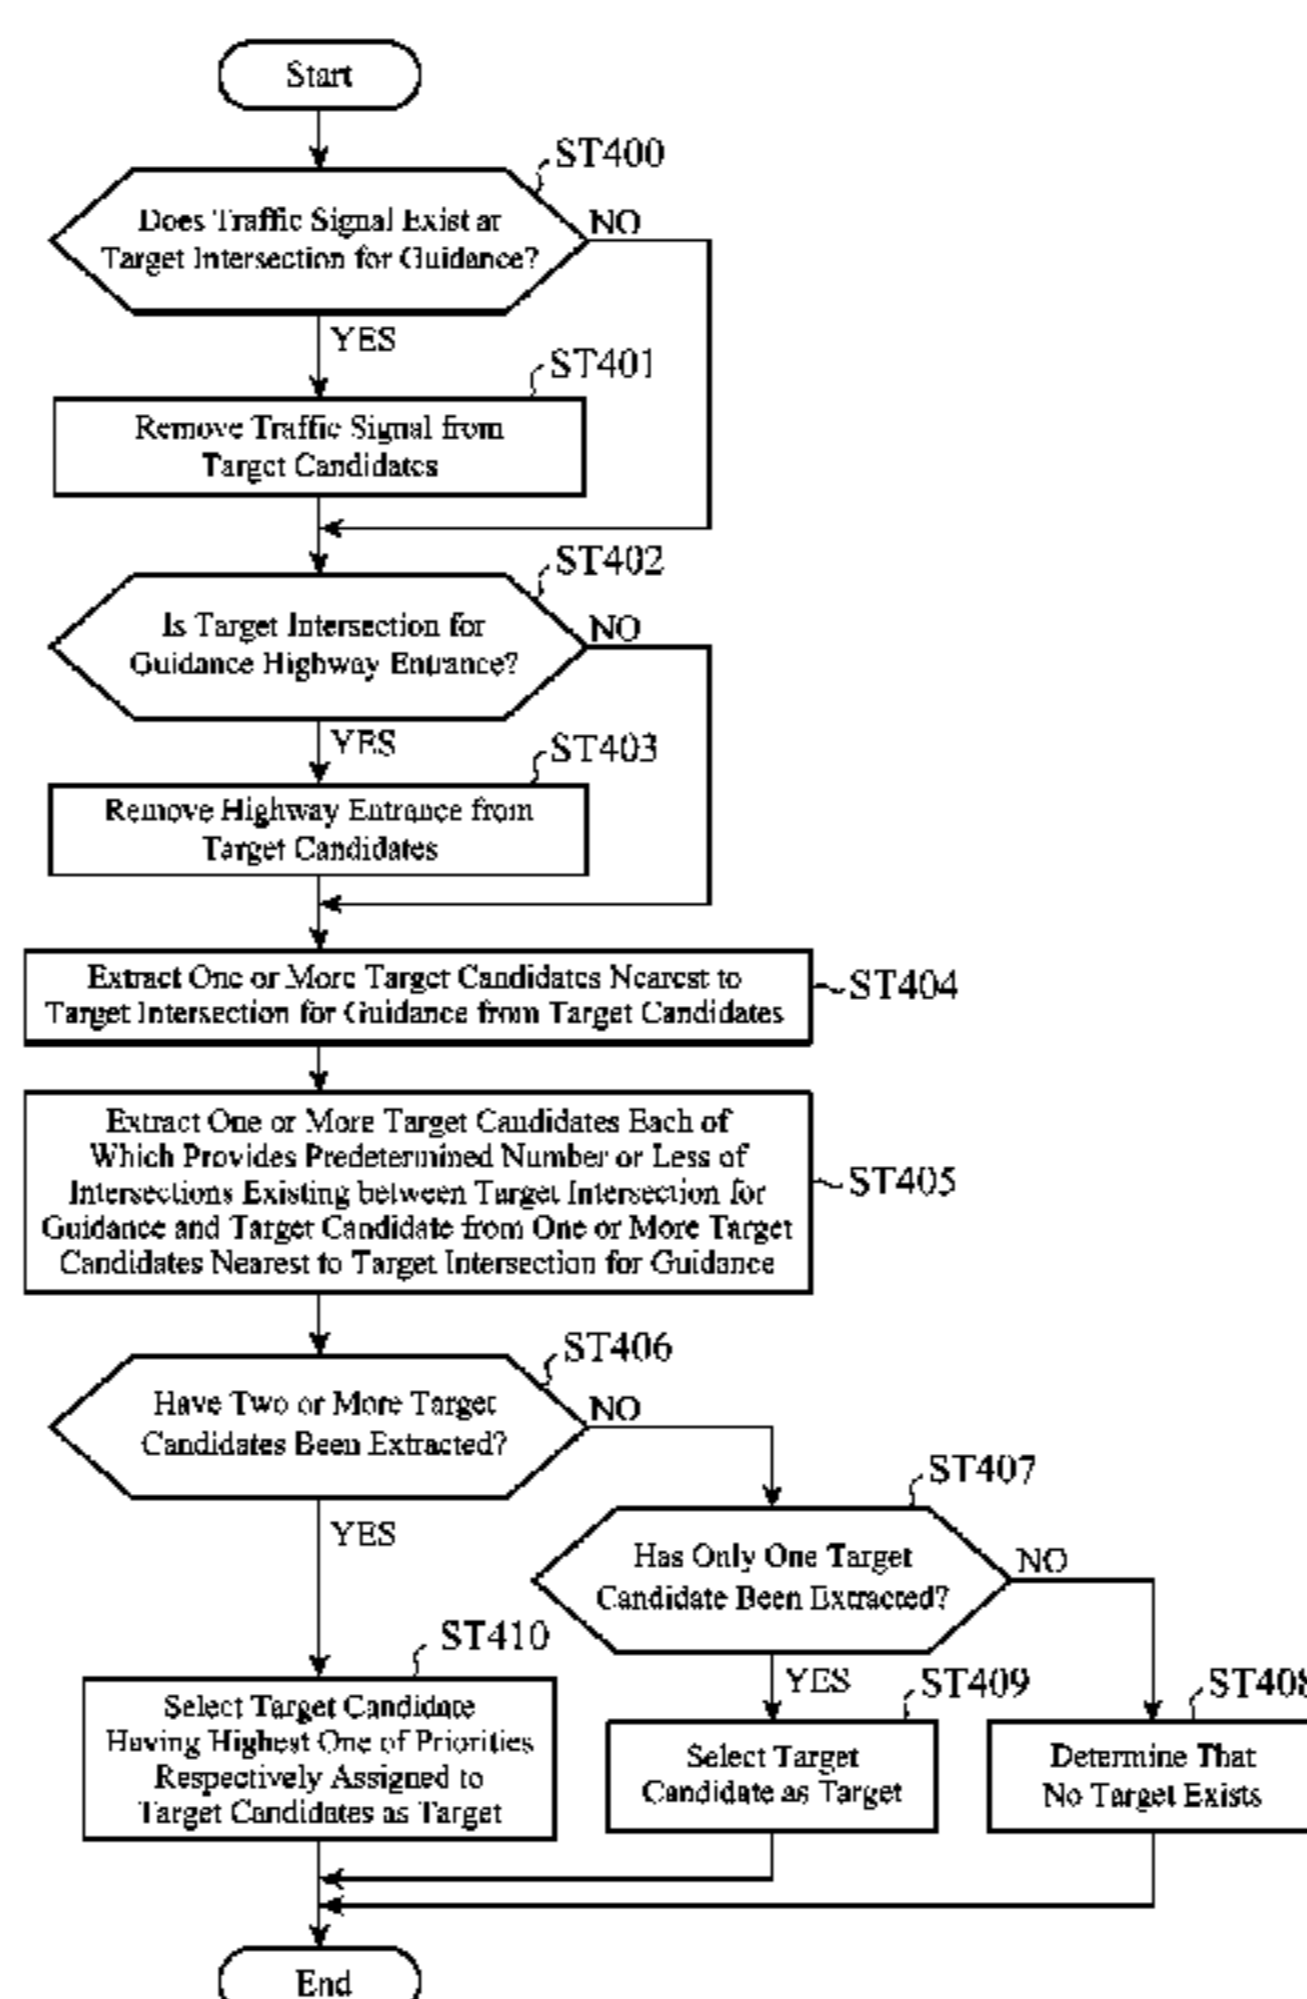 Start
ST400
Does Traffic Signal Exist at
Target Intersection for Guidance?
NO
YES
ST401
Remove Traffic Signal from
Target Candidates
ST402
Is Target Intersection for
Guidance Highway Entrance?
NO
YES
ST403
Remove Highway Entrance from
Target Candidates
Extract One or More Target Candidates Nearest to
Target Intersection for Guidance from Target Candidates
ST404
Extract One or More Target Candidates Each of
Which Provides Predetermined Number or Less of
Intersections Existing between Target Intersection for
Guidance and Target Candidate from One or More Target
Candidates Nearest to Target Intersection for Guidance
ST405
ST406
Have Two or More Target
Candidates Been Extracted?
NO
YES
ST407
Has Only One Target
Candidate Been Extracted?
NO
YES
ST410
Select Target Candidate
Having Highest One of Priorities
Respectively Assigned to
Target Candidates as Target
ST409
Select Target
Candidate as Target
ST408
Determine That
No Target Exists
End